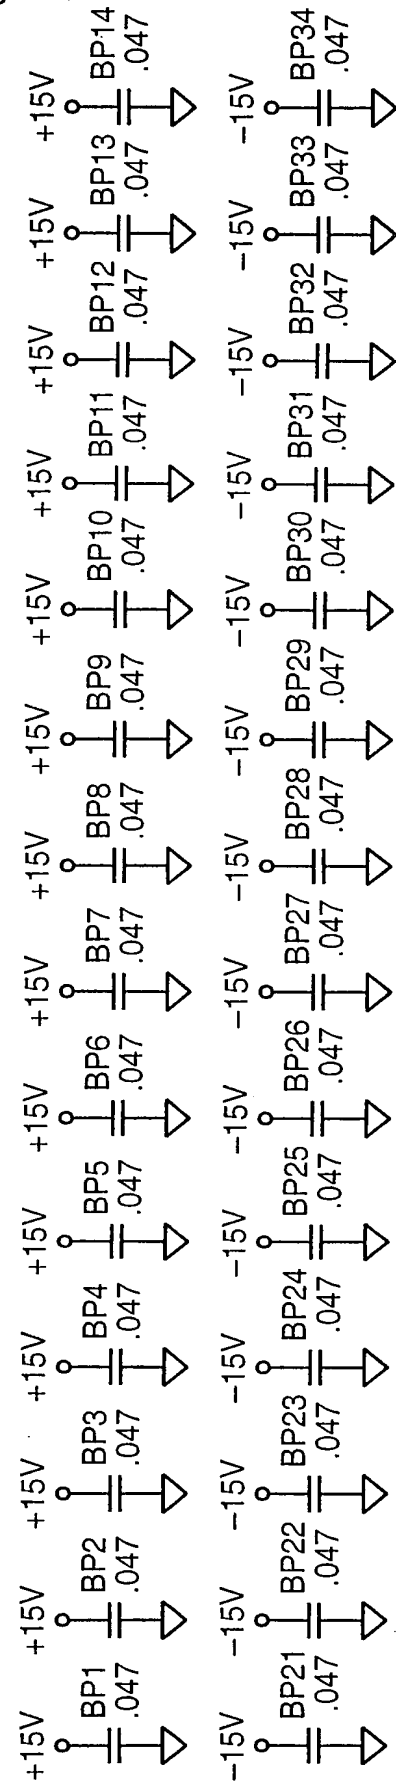 +15V +15V +15V +15V +15V +15V +15V +15V +15V +15V +15V +15V +15V +15V
BP1 BP2 BP3 BP4 BP5 BP6 BP7 BP8 BP9 BP10 BP11 BP12 BP13 BP14
.047 .047 .047 .047 .047 .047 .047 .047 .047 .047 .047 .047 .047 .047
−15V −15V −15V −15V −15V −15V −15V −15V −15V −15V −15V −15V −15V −15V
BP21 BP22 BP23 BP24 BP25 BP26 BP27 BP28 BP29 BP30 BP31 BP32 BP33 BP34
.047 .047 .047 .047 .047 .047 .047 .047 .047 .047 .047 .047 .047 .047